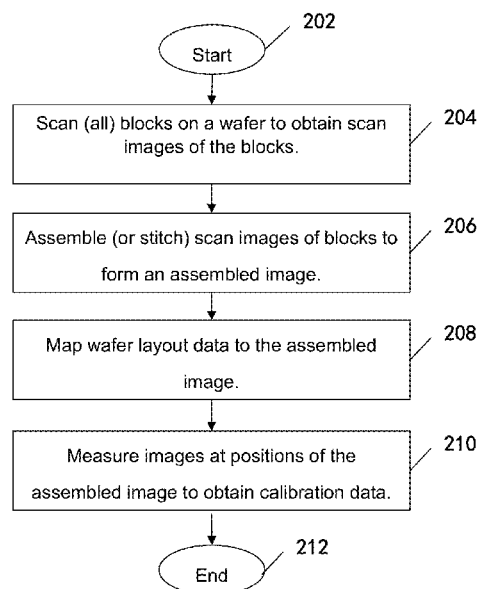 202
Start
Scan (all) blocks on a wafer to obtain scan
images of the blocks.
204
Assemble (or stitch) scan images of blocks to
form an assembled image.
206
Map wafer layout data to the assembled
image.
208
Measure images at positions of the
assembled image to obtain calibration data.
210
212
End